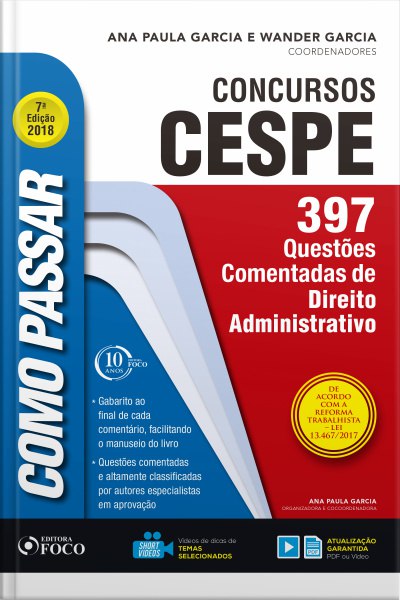 ANA PAULA GARCIA E WANDER GARCIA
COORDENADORES
CONCURSOS
CESPE
7ª
Edição
2018
COMO PASSAR
397
Questões
Comentadas de
Direito
Administrativo
10
ANOS
EDITORA
FOCO
• Gabarito ao
final de cada
comentário, facilitando
o manuseio do livro
• Questões comentadas
e altamente classificadas
por autores especialistas
em aprovação
DE
ACORDO
COM A
REFORMA
TRABALHISTA
– LEI
13.467/2017
ANA PAULA GARCIA
ORGANIZADORA E COCOORDENADORA
EDITORA
FOCO
SHORT
VIDEOS
Vídeos de dicas de
TEMAS
SELECIONADOS
PDF
ATUALIZAÇÃO
GARANTIDA
PDF ou Vídeo